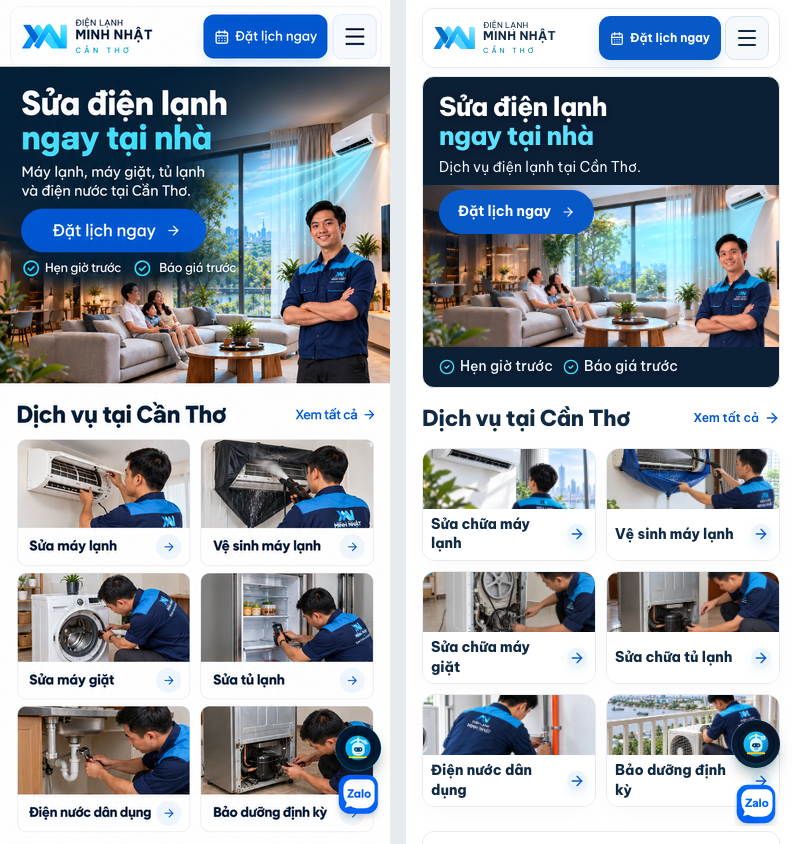 ĐIỆN LẠNH
MINH NHẬT
CẦN THƠ
Đặt lịch ngay
Sửa điện lạnh
ngay tại nhà
Máy lạnh, máy giặt, tủ lạnh
và điện nước tại Cần Thơ.
Đặt lịch ngay
Hẹn giờ trước
Báo giá trước
Dịch vụ tại Cần Thơ
Xem tất cả
Sửa máy lạnh
Vệ sinh máy lạnh
Sửa máy giặt
Sửa tủ lạnh
Điện nước dân dụng
Bảo dưỡng định kỳ
Zalo
ĐIỆN LẠNH
MINH NHẬT
CẦN THƠ
Đặt lịch ngay
Sửa điện lạnh
ngay tại nhà
Dịch vụ điện lạnh tại Cần Thơ.
Đặt lịch ngay
Hẹn giờ trước
Báo giá trước
Dịch vụ tại Cần Thơ
Xem tất cả
Sửa chữa máy
lạnh
Vệ sinh máy lạnh
Sửa chữa máy
giặt
Sửa chữa tủ lạnh
Điện nước dân
dụng
Bảo dưỡng định
kỳ
Zalo